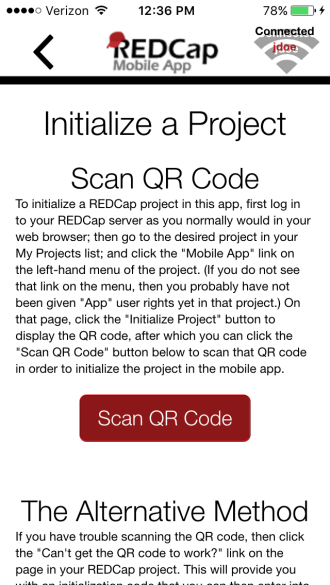 Verizon 12:36 PM 78%
Connected
jdoe
REDCap
Mobile App
Initialize a Project
Scan QR Code
To initialize a REDCap project in this app, first log in
to your REDCap server as you normally would in your
web browser; then go to the desired project in your
My Projects list; and click the "Mobile App" link on
the left-hand menu of the project. (If you do not see
that link on the menu, then you probably have not
been given "App" user rights yet in that project.) On
that page, click the "Initialize Project" button to
display the QR code, after which you can click the
"Scan QR Code" button below to scan that QR code
in order to initialize the project in the mobile app.
Scan QR Code
The Alternative Method
If you have trouble scanning the QR code, then click
the "Can't get the QR code to work?" link on the
page in your REDCap project. This will provide you
with an initialization code that you can then enter into